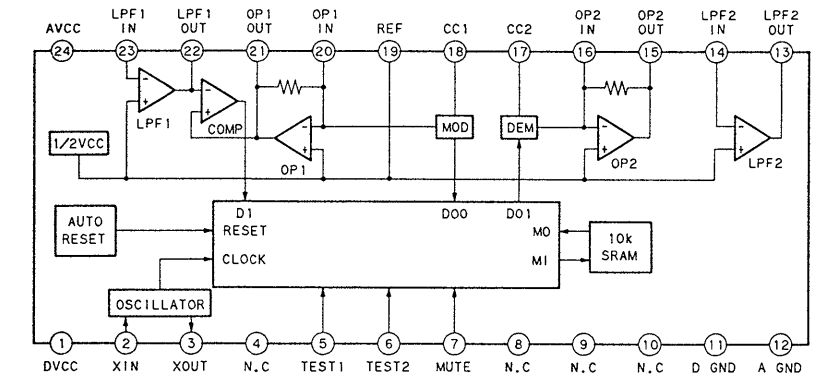 AVCC
LPF1 IN
LPF1 OUT
OP1 OUT
OP1 IN
REF
CC1
CC2
OP2 IN
OP2 OUT
LPF2 IN
LPF2 OUT
24 23 22 21 20 19 18 17 16 15 14 13
LPF1
COMP
OP1
MOD
DEM
OP2
LPF2
1/2VCC
AUTO
RESET
D1
DO0
DO1
RESET
CLOCK
MO
MI
10k
SRAM
OSCILLATOR
1 2 3 4 5 6 7 8 9 10 11 12
DVCC XIN XOUT N.C TEST1 TEST2 MUTE N.C N.C N.C D GND A GND